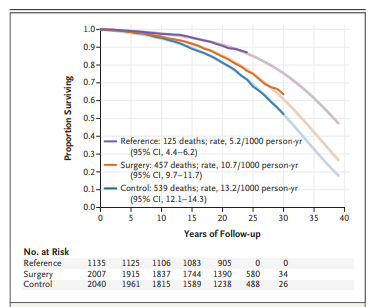 1.0
0.9
0.8
0.7
0.6
0.5
0.4
0.3
0.2
0.1
0.0
Proportion Surviving
Reference: 125 deaths; rate, 5.2/1000 person-yr
(95% CI, 4.4–6.2)
Surgery: 457 deaths; rate, 10.7/1000 person-yr
(95% CI, 9.7–11.7)
Control: 539 deaths; rate, 13.2/1000 person-yr
(95% CI, 12.1–14.3)
0 5 10 15 20 25 30 35 40
Years of Follow-up
No. at Risk
Reference 1135 1125 1106 1083 905 0 0
Surgery 2007 1915 1837 1744 1390 580 34
Control 2040 1961 1815 1589 1238 488 26